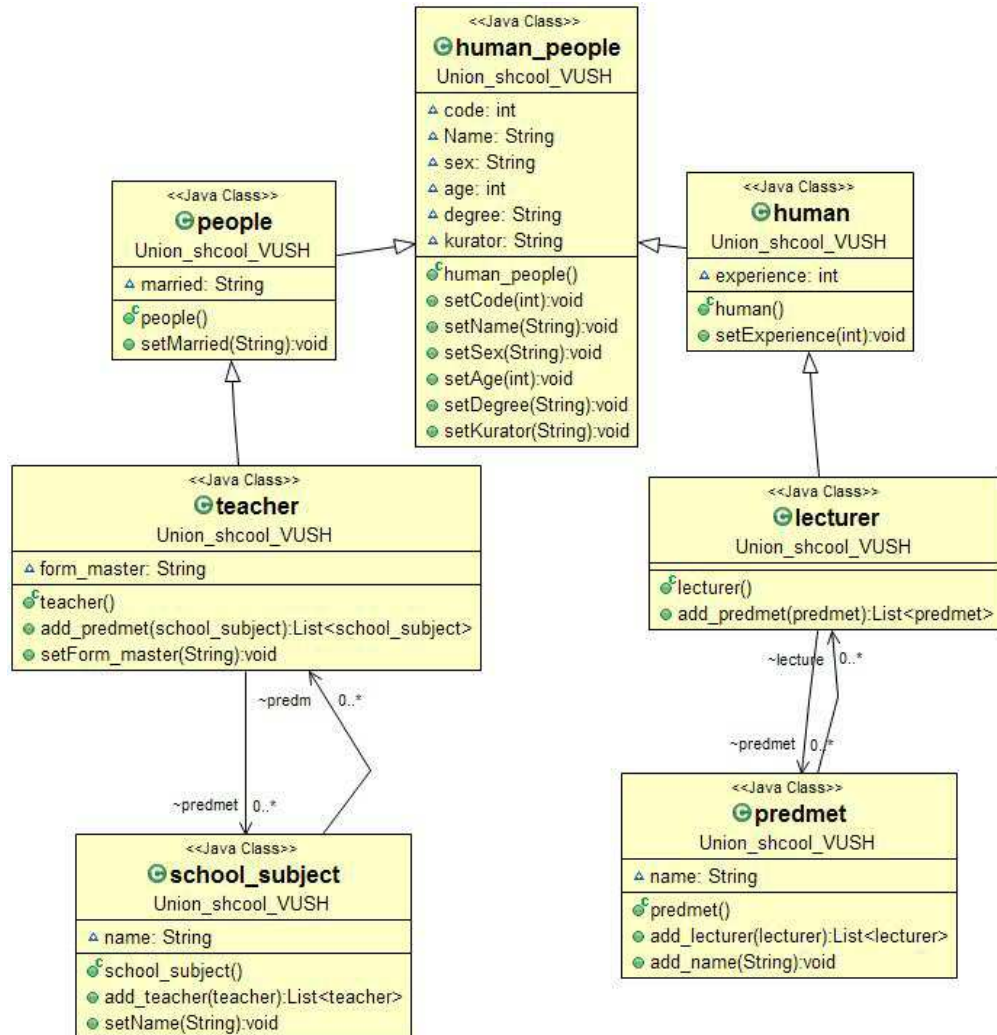 <<Java Class>>
human_people
Union_shcool_VUSH
code: int
Name: String
sex: String
age: int
degree: String
kurator: String
human_people()
setCode(int):void
setName(String):void
setSex(String):void
setAge(int):void
setDegree(String):void
setKurator(String):void
<<Java Class>>
people
Union_shcool_VUSH
married: String
people()
setMarried(String):void
<<Java Class>>
human
Union_shcool_VUSH
experience: int
human()
setExperience(int):void
<<Java Class>>
teacher
Union_shcool_VUSH
form_master: String
teacher()
add_predmet(school_subject):List<school_subject>
setForm_master(String):void
<<Java Class>>
lecturer
Union_shcool_VUSH
lecturer()
add_predmet(predmet):List<predmet>
~predm 0..*
~predmet 0..*
~lecture 0..*
~predmet 0..*
<<Java Class>>
school_subject
Union_shcool_VUSH
name: String
school_subject()
add_teacher(teacher):List<teacher>
setName(String):void
<<Java Class>>
predmet
Union_shcool_VUSH
name: String
predmet()
add_lecturer(lecturer):List<lecturer>
add_name(String):void